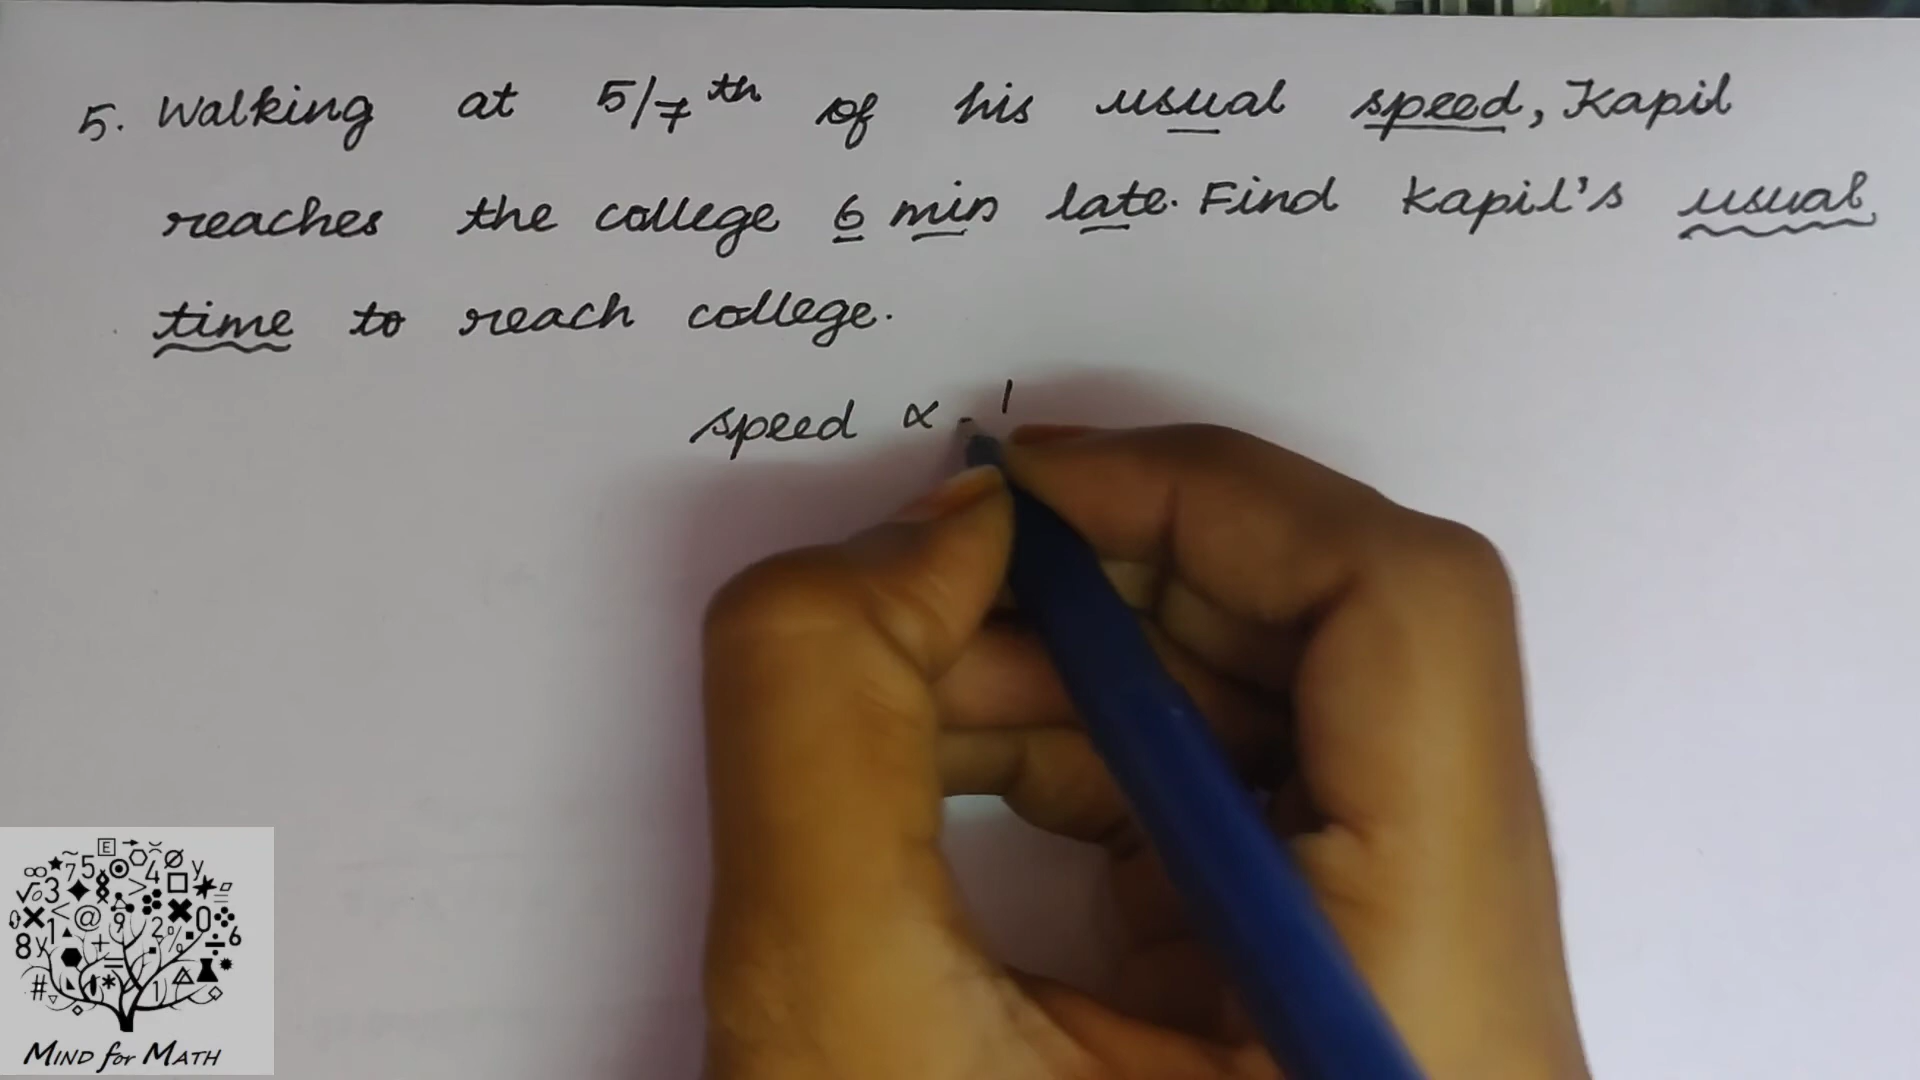 5. Walking at 5/7th of his usual speed, Kapil
reaches the college 6 min late. Find Kapil's usual
time to reach college.
speed ∝ 1
MIND for MATH